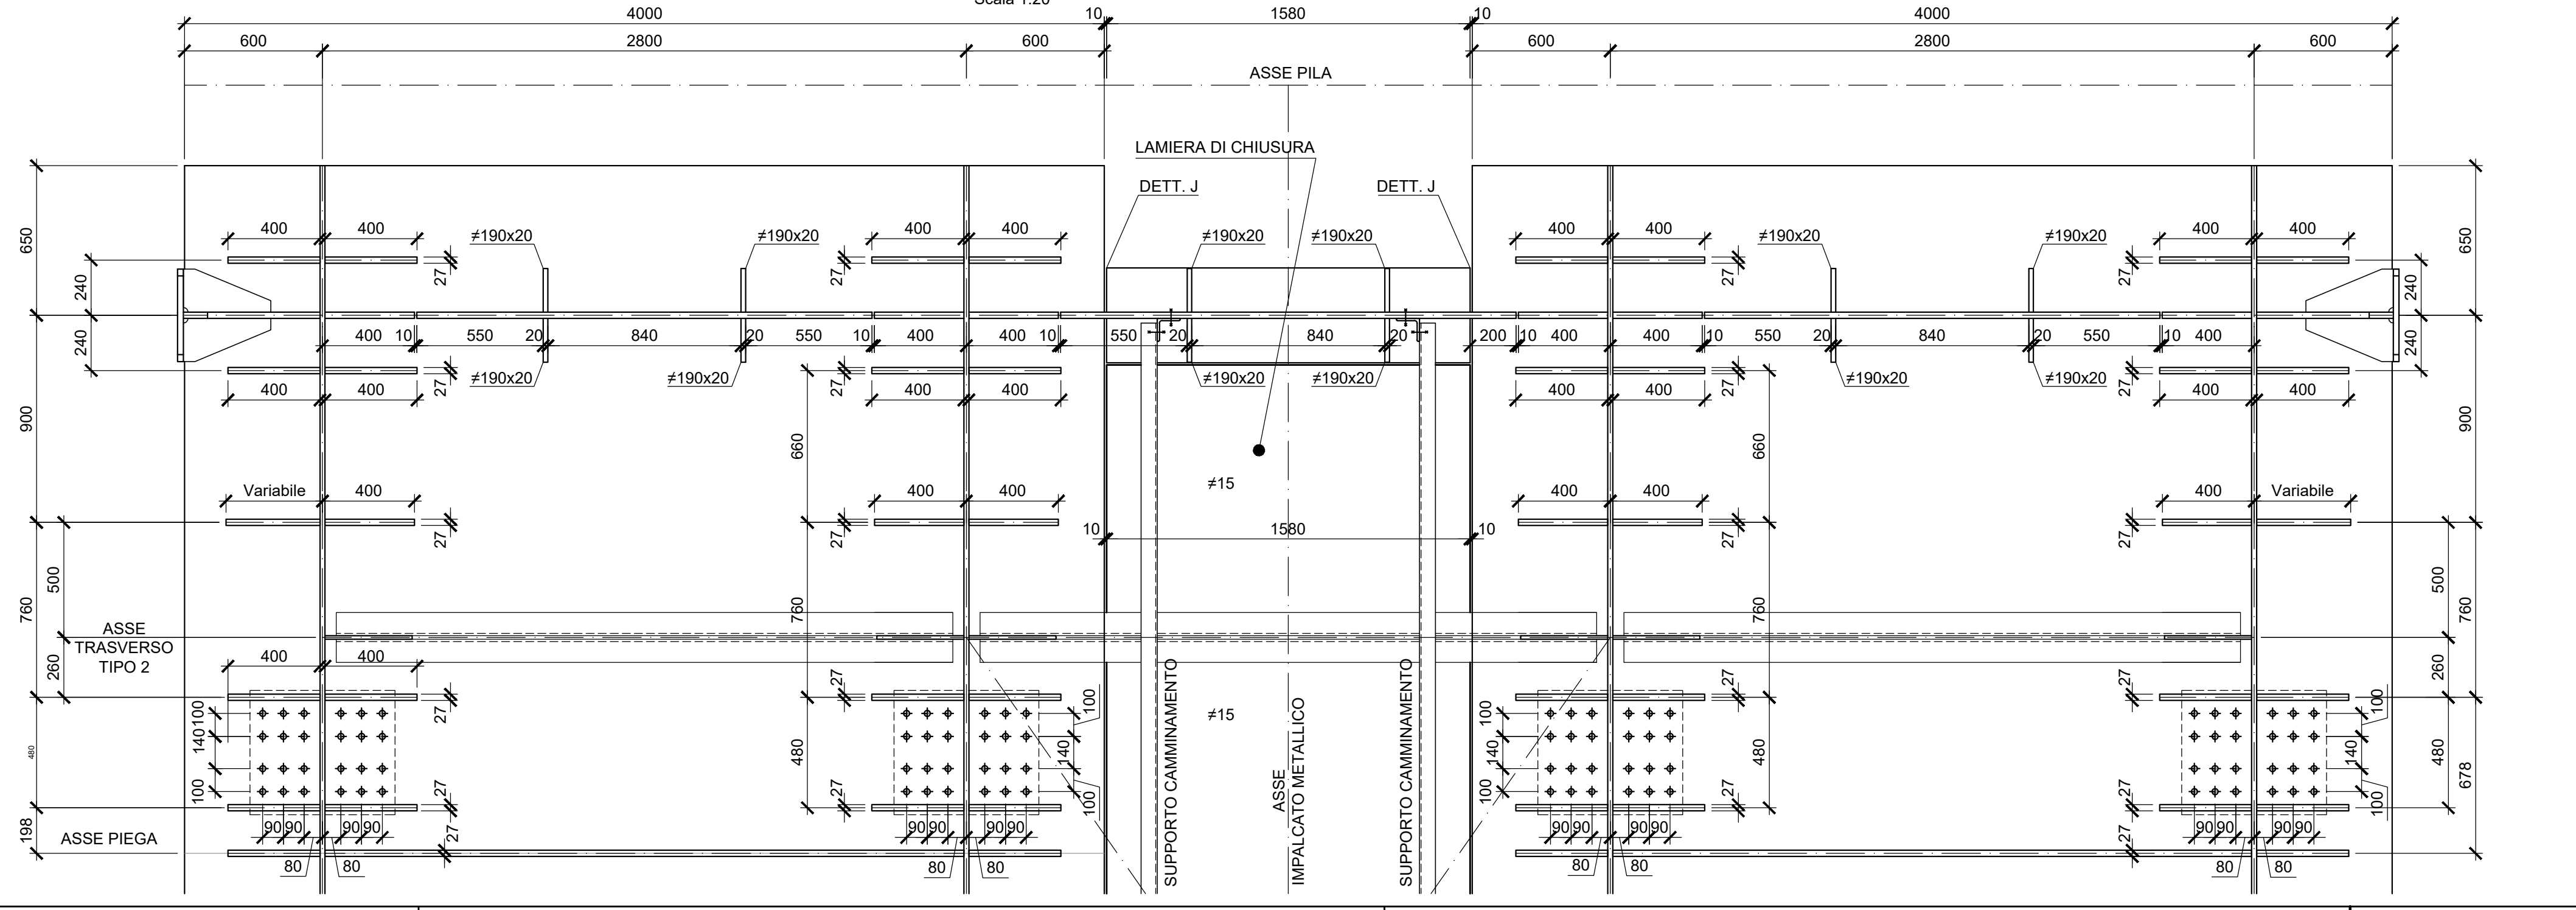 Scala 1:20
4000 10 1580 10 4000
600 2800 600 600 2800 600
ASSE PILA
LAMIERA DI CHIUSURA
DETT. J DETT. J
650 650
400 400 ≠190x20 ≠190x20 400 400 ≠190x20 ≠190x20 400 400 ≠190x20 ≠190x20 400 400
240 27 27 27 27 240
240 400 10 550 20 840 20 550 10 400 400 10 550 20 840 20 200 10 400 400 10 550 20 840 20 550 10 400 240
27 ≠190x20 ≠190x20 27 ≠190x20 ≠190x20 27 ≠190x20 ≠190x20 27
400 400 400 400 400 400 400 400
900 660 660 900
≠15
Variabile 400 400 400 400 400 400 Variabile
27 27 10 1580 10 27 27
500 500
760 760 760 760
ASSE
TRASVERSO
TIPO 2
260 260
400 400
27 27 27 27
SUPPORTO CAMMINAMENTO
ASSE
IMPALCATO METALLICO
SUPPORTO CAMMINAMENTO
≠15
100 100 100 100
140 140 140 140
480 480 480 480
100 100 100 100
678
27 27 27 27
90 90 90 90 90 90 90 90 90 90 90 90 90 90 90 90
198 ASSE PIEGA 27 27 27
80 80 80 80 80 80 80 80